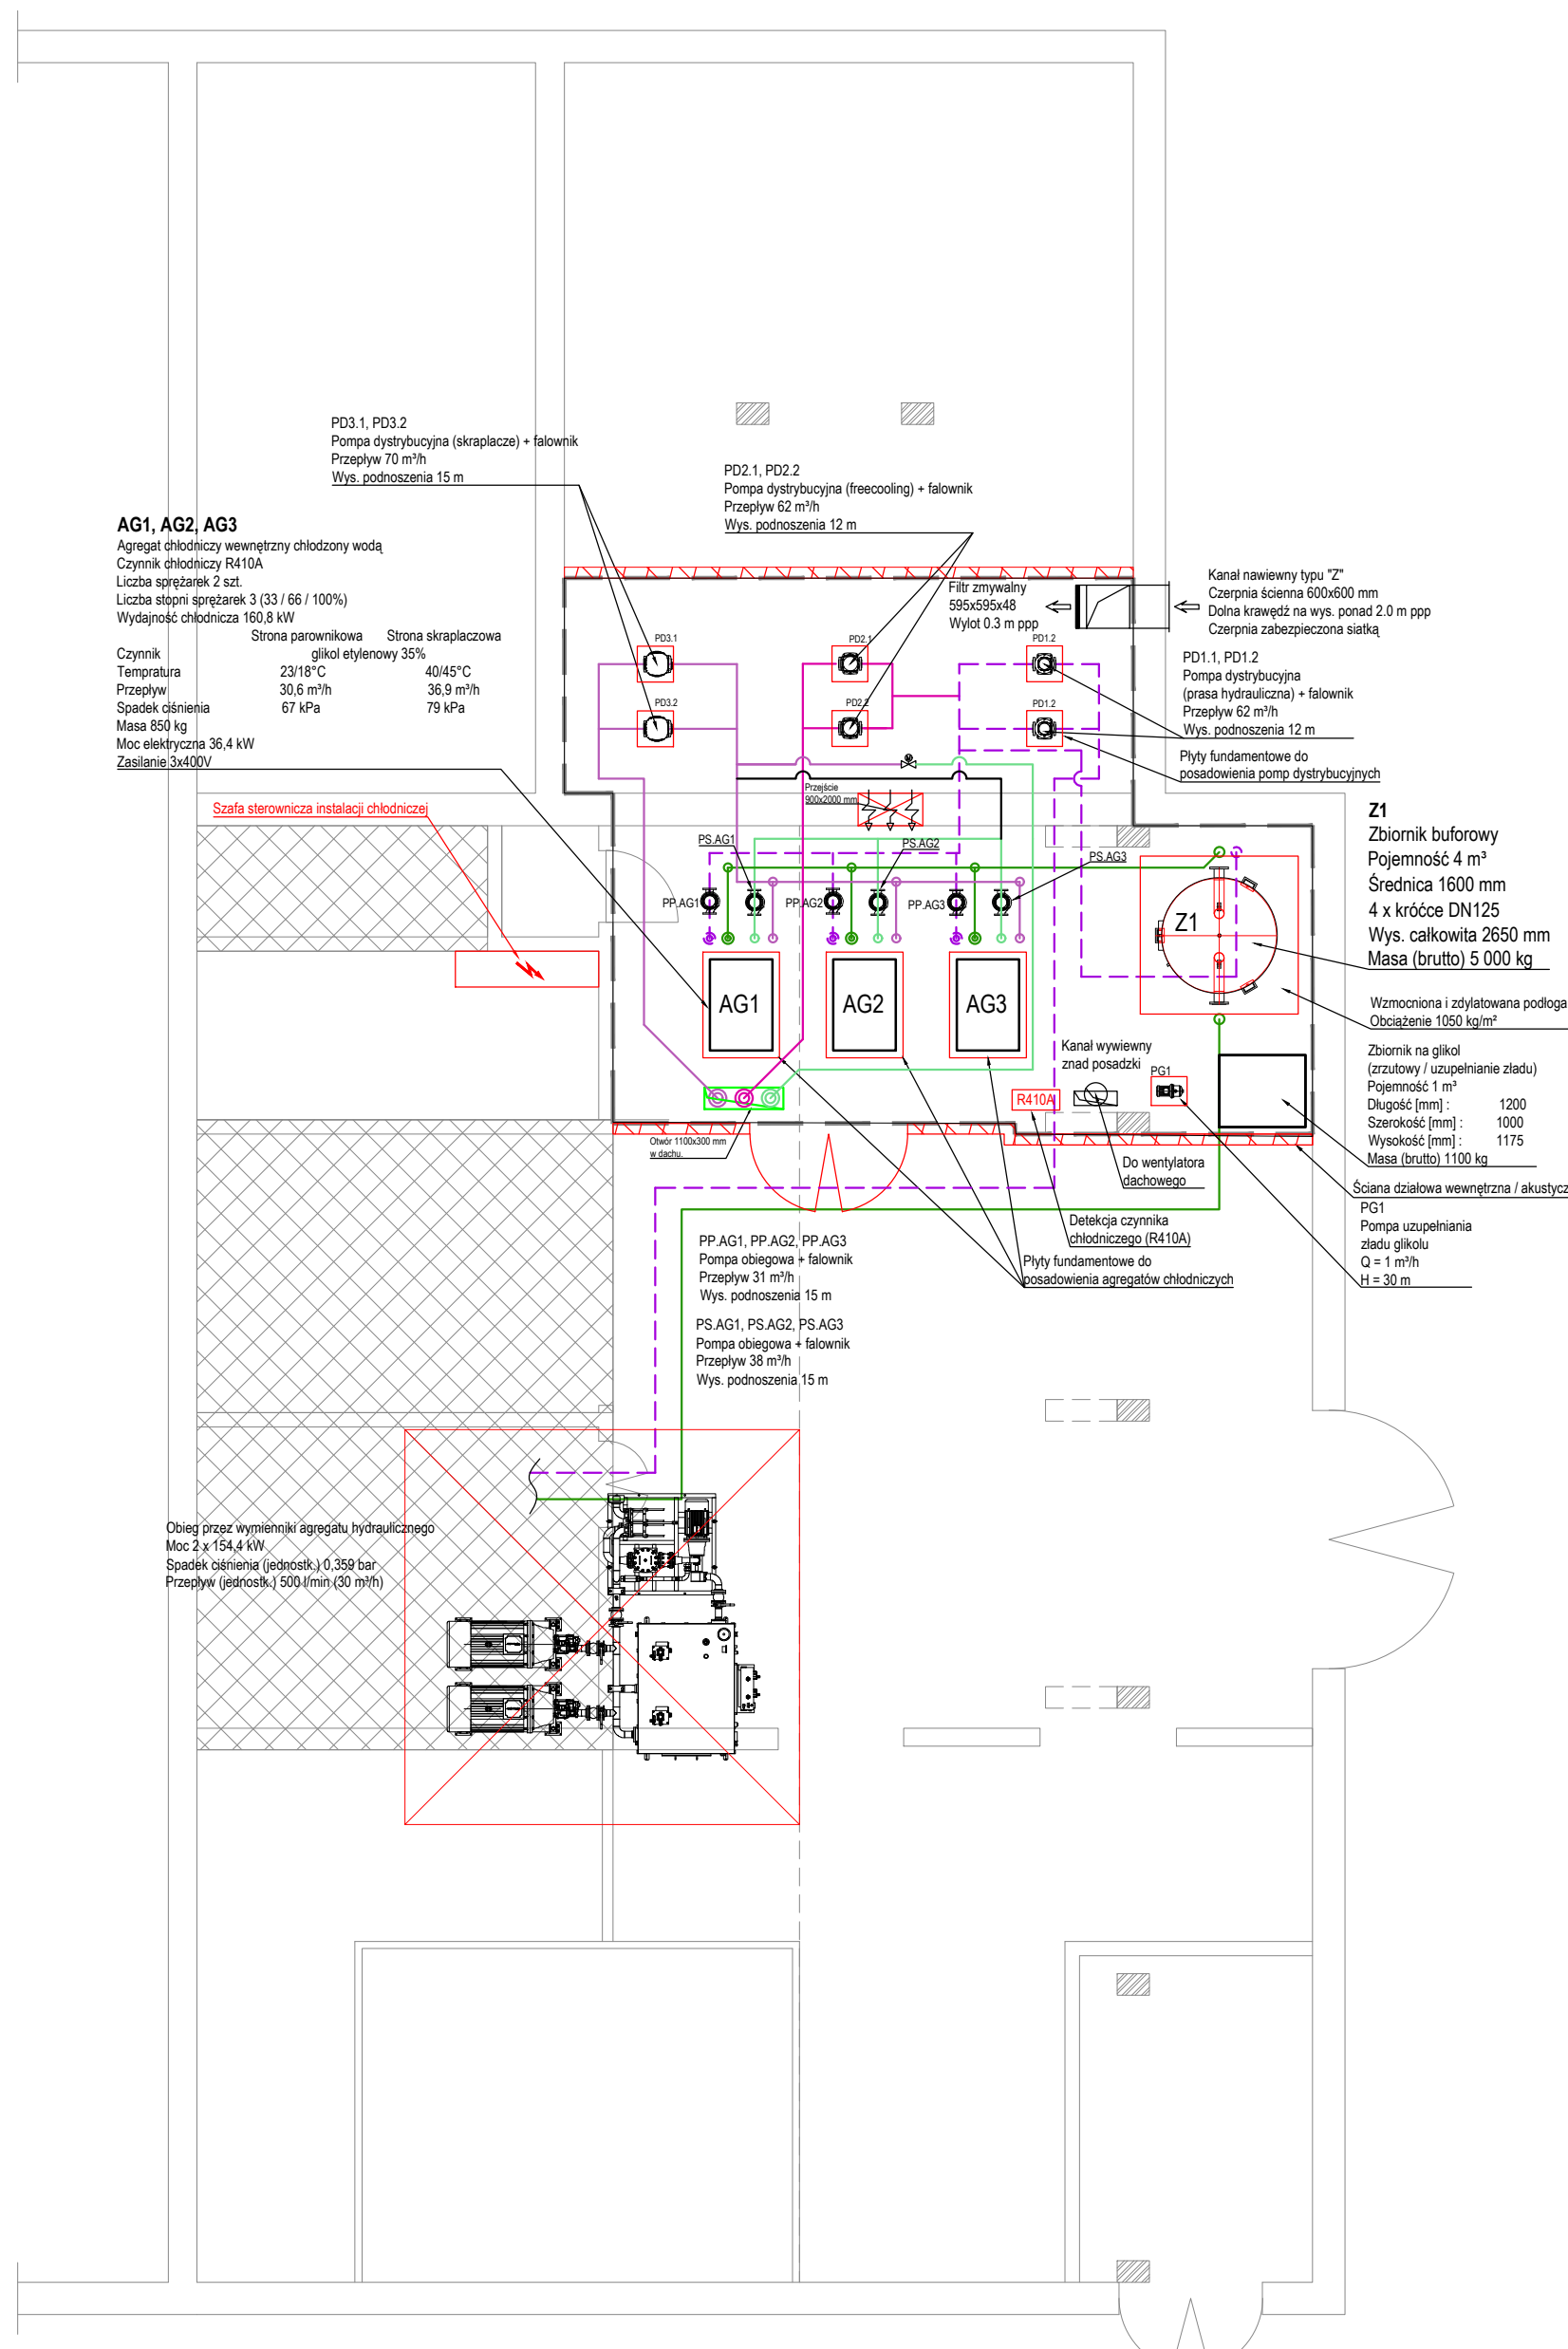 PD3.1, PD3.2
Pompa dystrybucyjna (skraplacze) + falownik
Przepływ 70 m³/h
Wys. podnoszenia 15 m
PD2.1, PD2.2
Pompa dystrybucyjna (freecooling) + falownik
Przepływ 62 m³/h
Wys. podnoszenia 12 m
AG1, AG2, AG3
Agregat chłodniczy wewnętrzny chłodzony wodą
Czynnik chłodniczy R410A
Liczba sprężarek 2 szt.
Liczba stopni sprężarek 3 (33 / 66 / 100%)
Wydajność chłodnicza 160,8 kW
Strona parownikowa Strona skraplaczowa
Czynnik glikol etylenowy 35%
Tempratura 23/18°C 40/45°C
Przepływ 30,6 m³/h 36,9 m³/h
Spadek ciśnienia 67 kPa 79 kPa
Masa 850 kg
Moc elektryczna 36,4 kW
Zasilanie 3x400V
Filtr zmywalny
595x595x48
Wylot 0.3 m ppp
Kanał nawiewny typu "Z"
Czerpnia ścienna 600x600 mm
Dolna krawędź na wys. ponad 2.0 m ppp
Czerpnia zabezpieczona siatką
PD3.1
PD2.1
PD1.2
PD1.1, PD1.2
Pompa dystrybucyjna
(prasa hydrauliczna) + falownik
Przepływ 62 m³/h
Wys. podnoszenia 12 m
PD3.2
PD2.2
PD1.2
Płyty fundamentowe do
posadowienia pomp dystrybucyjnych
Przejście
900x2000 mm
Szafa sterownicza instalacji chłodniczej
Z1
Zbiornik buforowy
Pojemność 4 m³
Średnica 1600 mm
4 x króćce DN125
Wys. całkowita 2650 mm
Masa (brutto) 5 000 kg
PS.AG1
PS.AG2
PS.AG3
PP.AG1
PP.AG2
PP.AG3
Z1
AG1
AG2
AG3
Wzmocniona i zdylatowana podłoga
Obciążenie 1050 kg/m²
Kanał wywiewny
znad posadzki
PG1
R410A
Zbiornik na glikol
(zrzutowy / uzupełnianie zładu)
Pojemność 1 m³
Długość [mm] : 1200
Szerokość [mm] : 1000
Wysokość [mm] : 1175
Masa (brutto) 1100 kg
Otwór 1100x300 mm
w dachu.
Do wentylatora
dachowego
Ściana działowa wewnętrzna / akustycz
PG1
Pompa uzupełniania
zładu glikolu
Q = 1 m³/h
H = 30 m
Detekcja czynnika
chłodniczego (R410A)
Płyty fundamentowe do
posadowienia agregatów chłodniczych
PP.AG1, PP.AG2, PP.AG3
Pompa obiegowa + falownik
Przepływ 31 m³/h
Wys. podnoszenia 15 m
PS.AG1, PS.AG2, PS.AG3
Pompa obiegowa + falownik
Przepływ 38 m³/h
Wys. podnoszenia 15 m
Obieg przez wymienniki agregatu hydraulicznego
Moc 2 x 154,4 kW
Spadek ciśnienia (jednostk.) 0,359 bar
Przepływ (jednostk.) 500 l/min (30 m³/h)